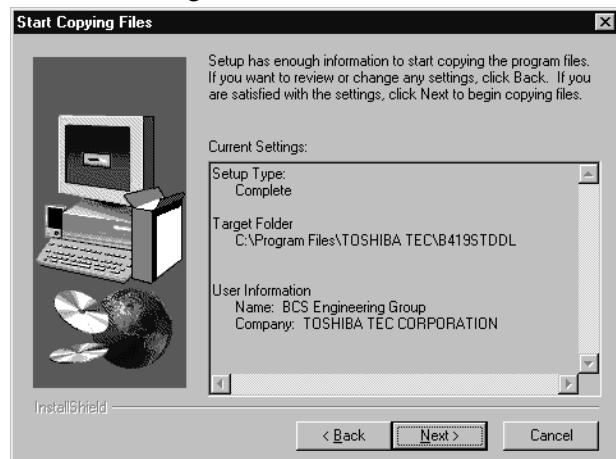 Start Copying Files
Setup has enough information to start copying the program files.
If you want to review or change any settings, click Back. If you
are satisfied with the settings, click Next to begin copying files.
Current Settings:
Setup Type:
Complete
Target Folder
C:\Program Files\TOSHIBA TEC\B419STDDL
User Information
Name: BCS Engineering Group
Company: TOSHIBA TEC CORPORATION
InstallShield
< Back
Next >
Cancel